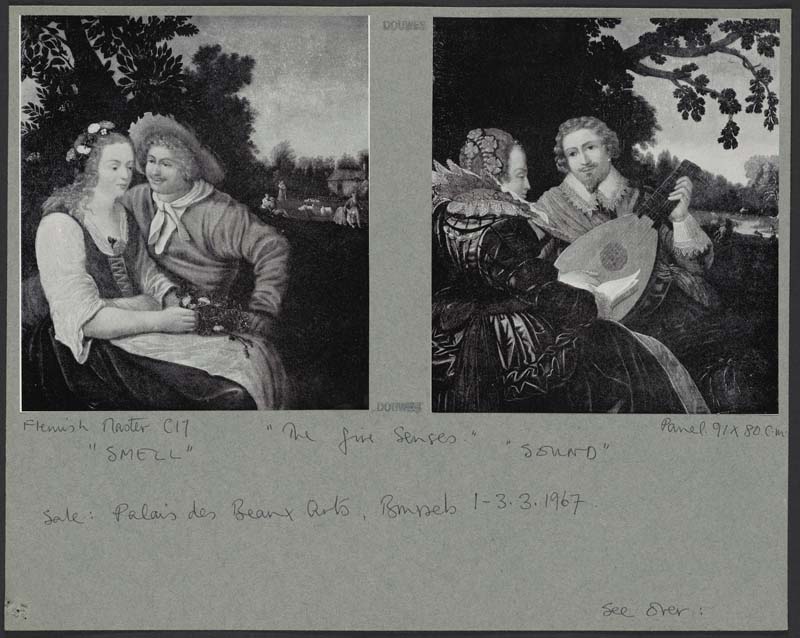 DOUWES
DOUWES
Flemish Master C17 "The five Senses." Panel. 91 x 80 cm
"SMELL" "SOUND"
Sale: Palais des Beaux Arts, Brussels 1-3.3.1967
See over: